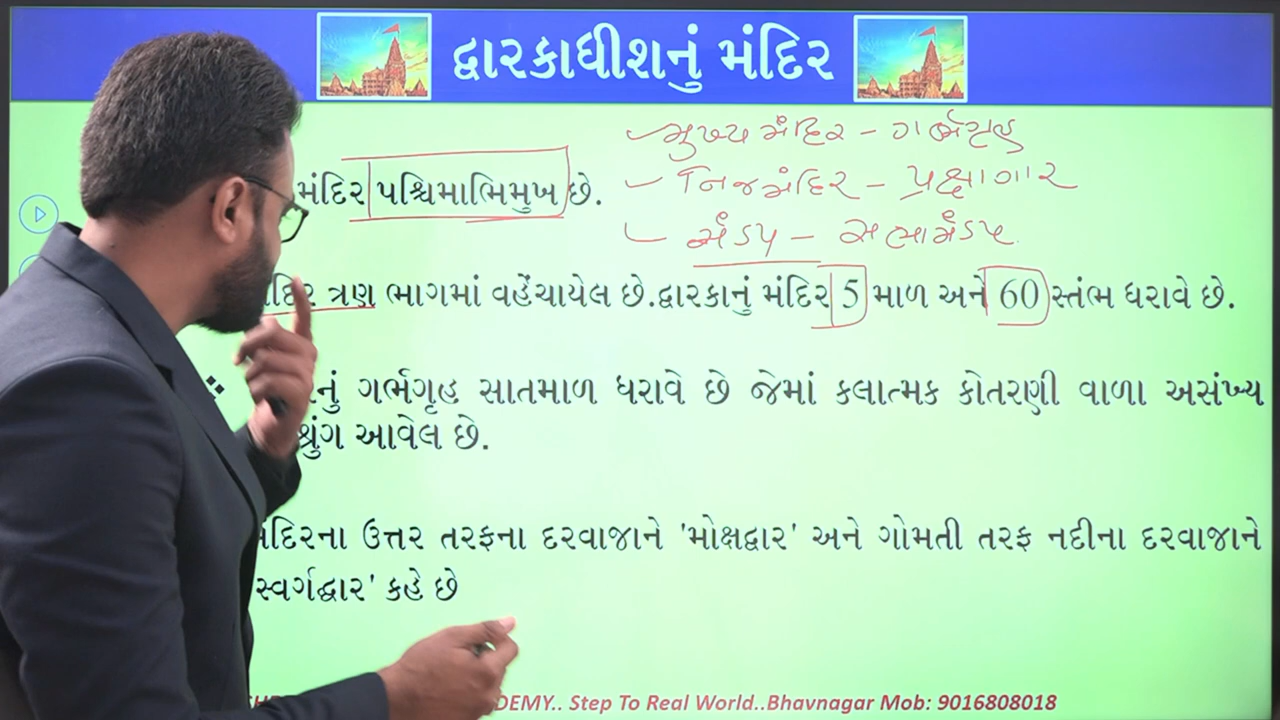 દ્વારકાધીશનું મંદિર
મુખ્ય મંદિર - ગર્ભગૃહ
મંદિર પશ્ચિમાભિમુખ છે.
નિજમંદિર - પ્રક્ષાગાર
મંડપ - સભામંડપ
ત્રણ ભાગમાં વહેંચાયેલ છે.દ્વારકાનું મંદિર 5 માળ અને 60 સ્તંભ ધરાવે છે.
ગર્ભગૃહ સાતમાળ ધરાવે છે જેમાં કલાત્મક કોતરણી વાળા અસંખ્ય
શ્રુંગ આવેલ છે.
મંદિરના ઉત્તર તરફના દરવાજાને 'મોક્ષદ્વાર' અને ગોમતી તરફ નદીના દરવાજાને
સ્વર્ગદ્વાર' કહે છે
Step To Real World..Bhavnagar Mob: 9016808018